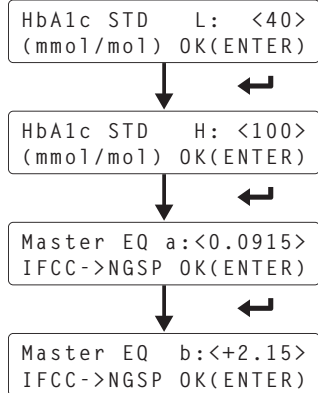 HbA1c STD L: <40>
(mmol/mol) OK(ENTER)
HbA1c STD H: <100>
(mmol/mol) OK(ENTER)
Master EQ a:<0.0915>
IFCC->NGSP OK(ENTER)
Master EQ b:<+2.15>
IFCC->NGSP OK(ENTER)